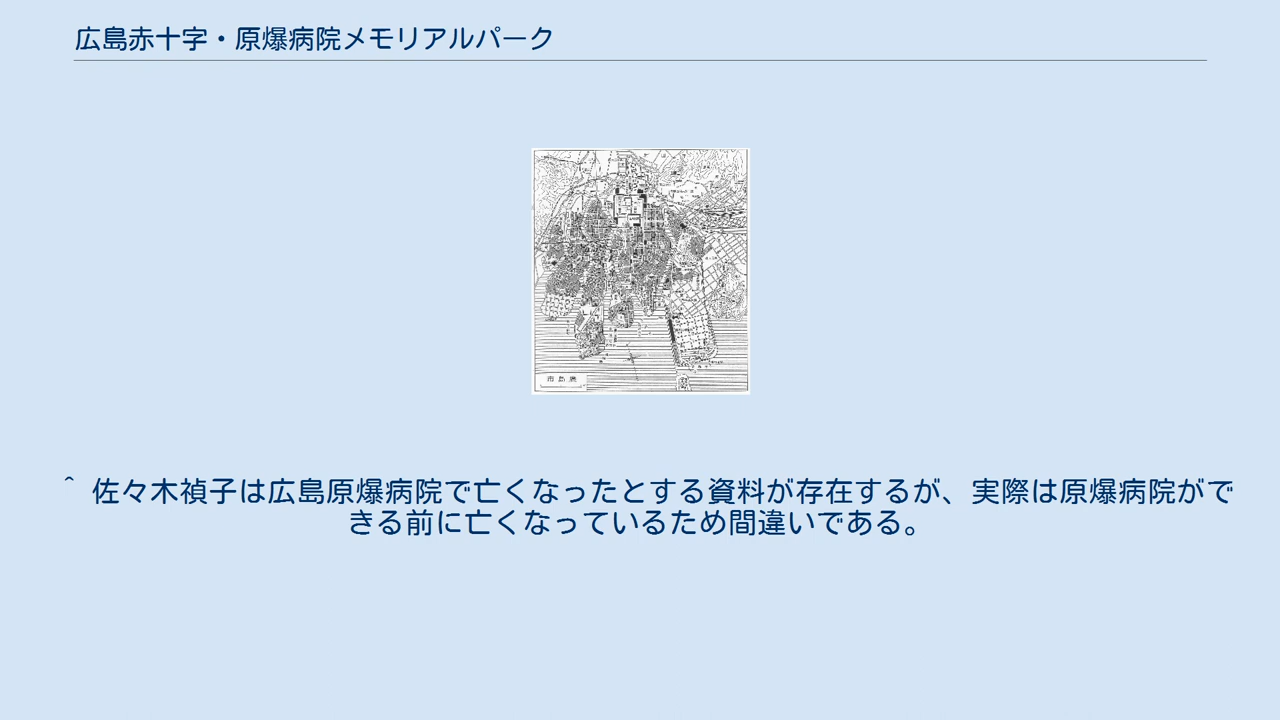 広島赤十字・原爆病院メモリアルパーク
市島廣
^ 佐々木禎子は広島原爆病院で亡くなったとする資料が存在するが、実際は原爆病院がで
きる前に亡くなっているため間違いである。